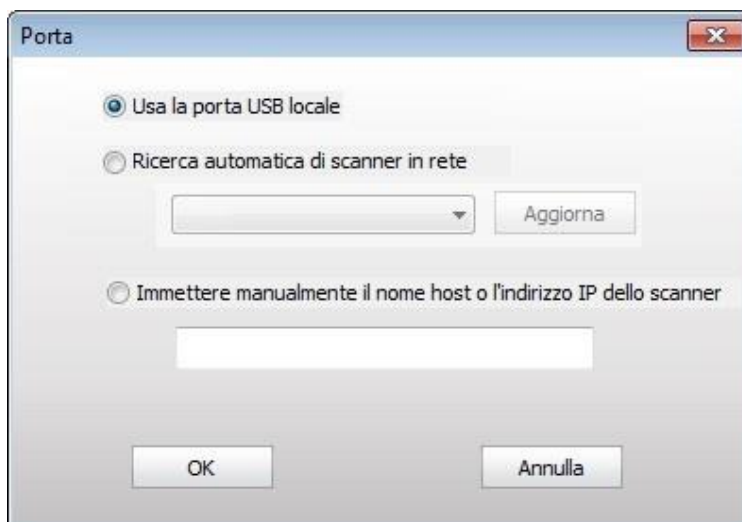 Porta
Usa la porta USB locale
Ricerca automatica di scanner in rete
Aggiorna
Immettere manualmente il nome host o l'indirizzo IP dello scanner
OK
Annulla